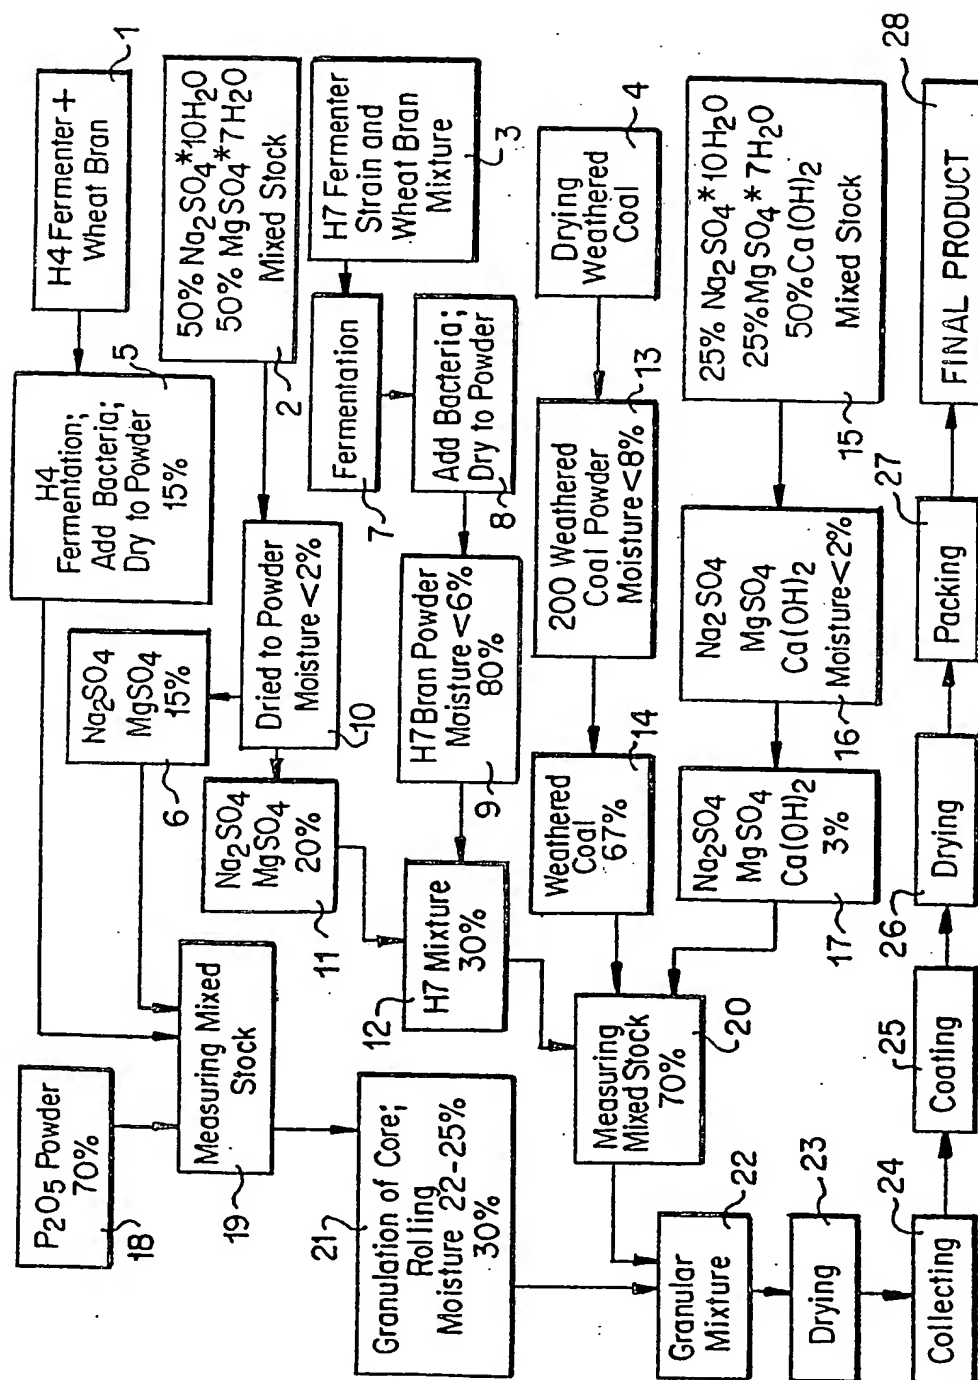 1
H4 Fermenter +
Wheat Bran
50% Na2SO4*10H2O
50% MgSO4*7H2O
Mixed Stock
2
H7 Fermenter
Strain and
Wheat Bran
Mixture
3
Drying
Weathered
Coal
4
25% Na2SO4*10H2O
25% MgSO4*7H2O
50% Ca(OH)2
Mixed Stock
15
FINAL PRODUCT
28
H4
Fermentation;
Add Bacteria;
Dry to Powder
15%
5
Fermentation
7
Add Bacteria;
Dry to Powder
8
200 Weathered
Coal Powder
Moisture <8%
13
Na2SO4
MgSO4
15%
6
Dried to Powder
Moisture <2%
10
H7 Bran Powder
Moisture <6%
80%
9
Na2SO4
MgSO4
Ca(OH)2
Moisture <2%
16
Packing
27
Na2SO4
MgSO4
20%
11
Weathered
Coal
67%
14
Na2SO4
MgSO4
Ca(OH)2
3%
17
Drying
26
P2O5 Powder
70%
18
Measuring Mixed
Stock
19
H7 Mixture
30%
12
Measuring
Mixed Stock
70%
20
Coating
25
Granulation of Core;
Rolling
Moisture 22-25%
30%
21
Granular
Mixture
22
Drying
23
Collecting
24